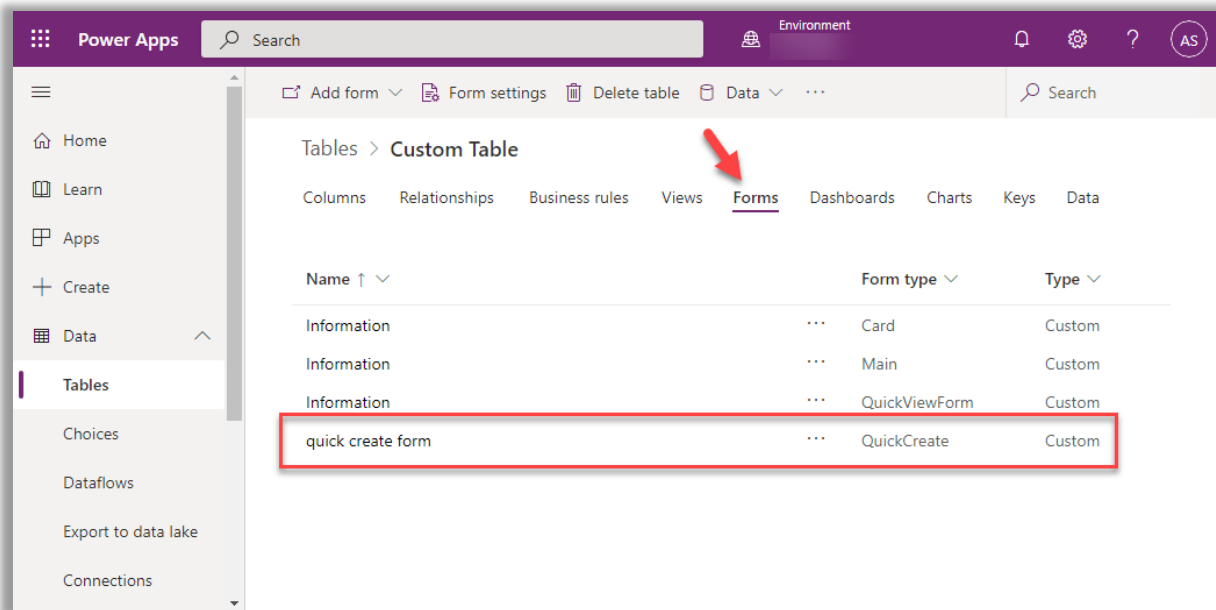 Power Apps
Search
Environment
?
AS
Add form
Form settings
Delete table
Data
...
Search
Home
Learn
Apps
Create
Data
Tables
Choices
Dataflows
Export to data lake
Connections
Tables > Custom Table
Columns Relationships Business rules Views Forms Dashboards Charts Keys Data
Name ↑ Form type Type
Information ... Card Custom
Information ... Main Custom
Information ... QuickViewForm Custom
quick create form ... QuickCreate Custom